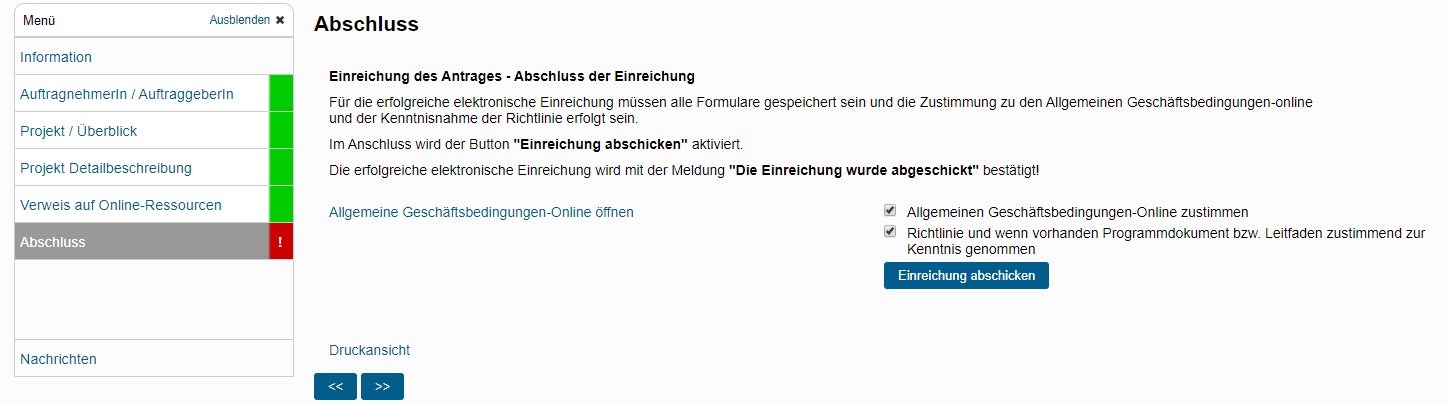 Menü
Ausblenden ✖
Information
AuftragnehmerIn / AuftraggeberIn
Projekt / Überblick
Projekt Detailbeschreibung
Verweis auf Online-Ressourcen
Abschluss !
Nachrichten
Abschluss
Einreichung des Antrages - Abschluss der Einreichung
Für die erfolgreiche elektronische Einreichung müssen alle Formulare gespeichert sein und die Zustimmung zu den Allgemeinen Geschäftsbedingungen-online
und der Kenntnisnahme der Richtlinie erfolgt sein.
Im Anschluss wird der Button "Einreichung abschicken" aktiviert.
Die erfolgreiche elektronische Einreichung wird mit der Meldung "Die Einreichung wurde abgeschickt" bestätigt!
Allgemeine Geschäftsbedingungen-Online öffnen
Allgemeinen Geschäftsbedingungen-Online zustimmen
Richtlinie und wenn vorhanden Programmdokument bzw. Leitfaden zustimmend zur
Kenntnis genommen
Einreichung abschicken
Druckansicht
<< >>